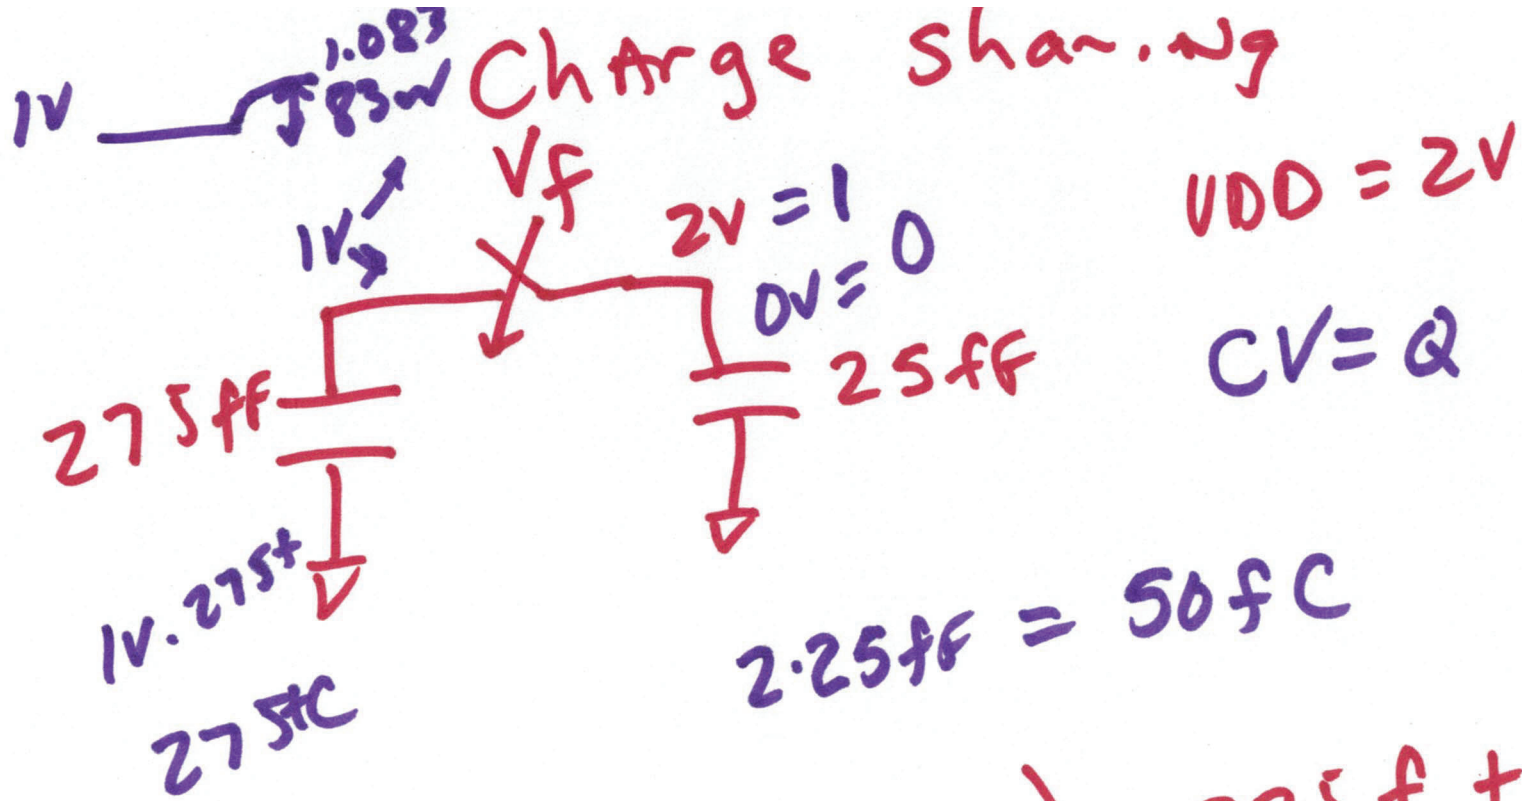 1.083
Charge Sharing
1V
83mV
Vf
VDD = 2V
2V = 1
1V
0V = 0
CV = Q
25fF
275fF
1V.275f
2.25fF = 50fC
275fC